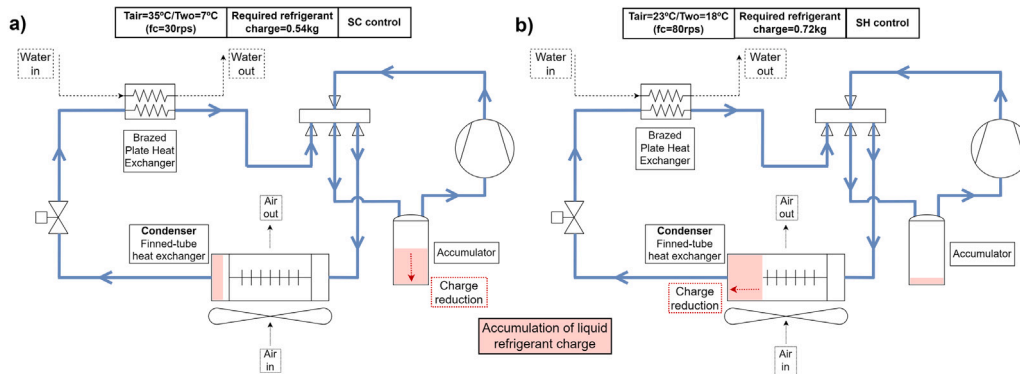 a)
Tair=35ºC/Two=7ºC
(fc=30rps)
Required refrigerant
charge=0.54kg
SC control
Water
in
Water
out
Brazed
Plate Heat
Exchanger
Air
out
Condenser
Finned-tube
heat exchanger
Accumulator
Charge
reduction
Air
in
b)
Tair=23ºC/Two=18ºC
(fc=80rps)
Required refrigerant
charge=0.72kg
SH control
Water
in
Water
out
Brazed
Plate Heat
Exchanger
Air
out
Condenser
Finned-tube
heat exchanger
Accumulator
Charge
reduction
Air
in
Accumulation of liquid
refrigerant charge